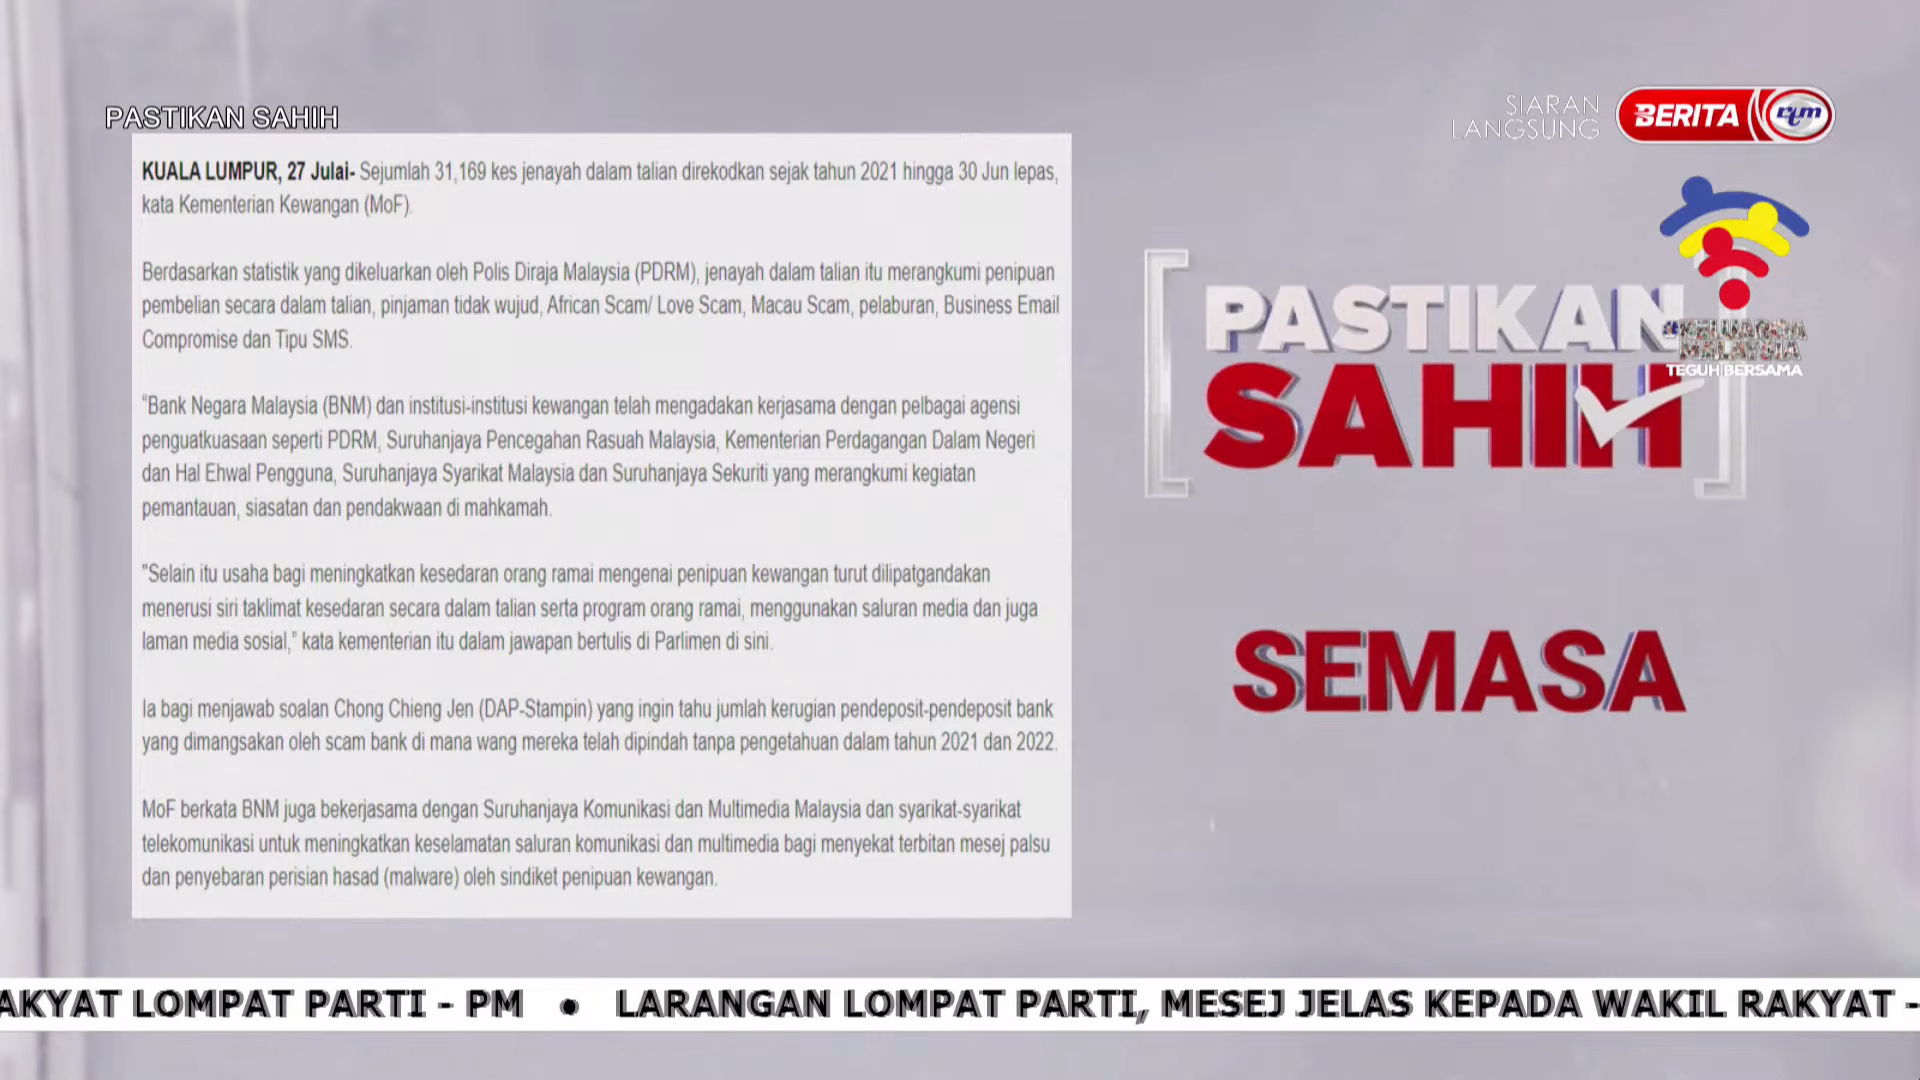 PASTIKAN SAHIH
SIARAN
LANGSUNG
BERITA rtm
KUALA LUMPUR, 27 Julai- Sejumlah 31,169 kes jenayah dalam talian direkodkan sejak tahun 2021 hingga 30 Jun lepas,
kata Kementerian Kewangan (MoF).
Berdasarkan statistik yang dikeluarkan oleh Polis Diraja Malaysia (PDRM), jenayah dalam talian itu merangkumi penipuan
pembelian secara dalam talian, pinjaman tidak wujud, African Scam/ Love Scam, Macau Scam, pelaburan, Business Email
Compromise dan Tipu SMS.
“Bank Negara Malaysia (BNM) dan institusi-institusi kewangan telah mengadakan kerjasama dengan pelbagai agensi
penguatkuasaan seperti PDRM, Suruhanjaya Pencegahan Rasuah Malaysia, Kementerian Perdagangan Dalam Negeri
dan Hal Ehwal Pengguna, Suruhanjaya Syarikat Malaysia dan Suruhanjaya Sekuriti yang merangkumi kegiatan
pemantauan, siasatan dan pendakwaan di mahkamah.
"Selain itu usaha bagi meningkatkan kesedaran orang ramai mengenai penipuan kewangan turut dilipatgandakan
menerusi siri taklimat kesedaran secara dalam talian serta program orang ramai, menggunakan saluran media dan juga
laman media sosial,” kata kementerian itu dalam jawapan bertulis di Parlimen di sini.
Ia bagi menjawab soalan Chong Chieng Jen (DAP-Stampin) yang ingin tahu jumlah kerugian pendeposit-pendeposit bank
yang dimangsakan oleh scam bank di mana wang mereka telah dipindah tanpa pengetahuan dalam tahun 2021 dan 2022.
MoF berkata BNM juga bekerjasama dengan Suruhanjaya Komunikasi dan Multimedia Malaysia dan syarikat-syarikat
telekomunikasi untuk meningkatkan keselamatan saluran komunikasi dan multimedia bagi menyekat terbitan mesej palsu
dan penyebaran perisian hasad (malware) oleh sindiket penipuan kewangan.
PASTIKAN
SAHIH
#KELUARGA
MALAYSIA
TEGUH BERSAMA
SEMASA
AKYAT LOMPAT PARTI - PM • LARANGAN LOMPAT PARTI, MESEJ JELAS KEPADA WAKIL RAKYAT -